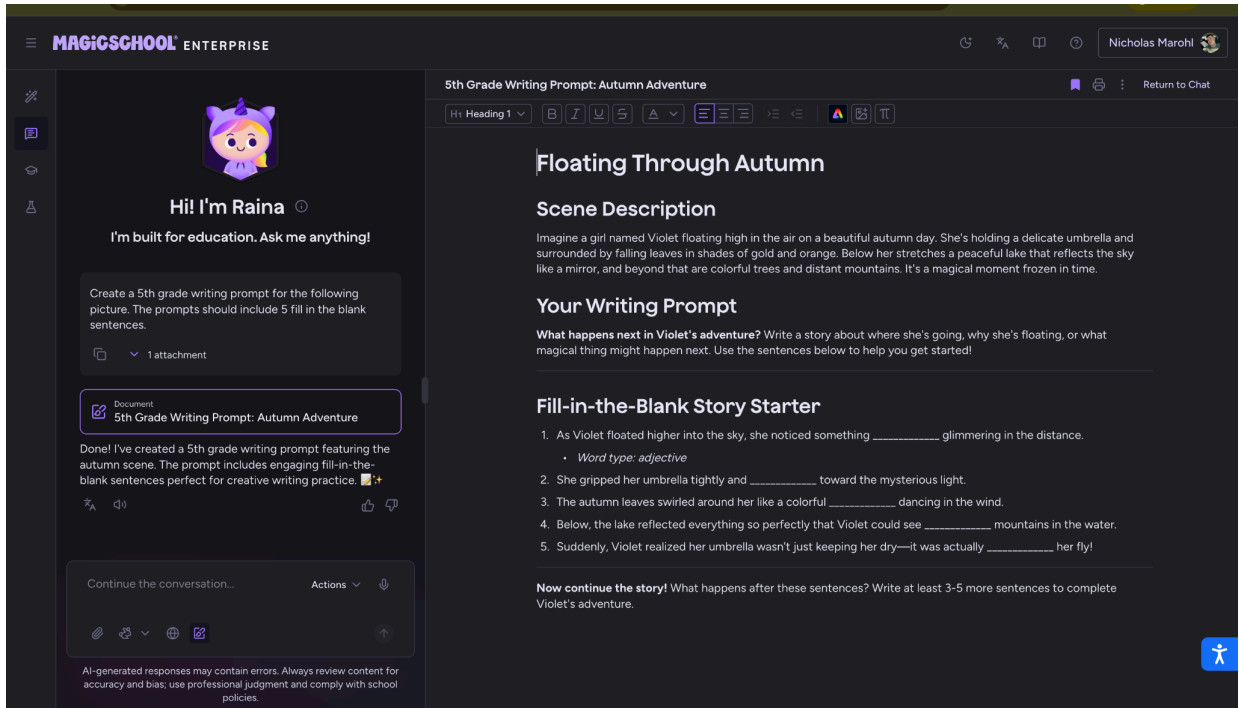 MAGiCSCHOOL ENTERPRISE
Nicholas Marohl
Hi! I'm Raina
I'm built for education. Ask me anything!
Create a 5th grade writing prompt for the following
picture. The prompts should include 5 fill in the blank
sentences.
1 attachment
Document
5th Grade Writing Prompt: Autumn Adventure
Done! I've created a 5th grade writing prompt featuring the
autumn scene. The prompt includes engaging fill-in-the-
blank sentences perfect for creative writing practice. 📝✨
Continue the conversation...
Actions
AI-generated responses may contain errors. Always review content for
accuracy and bias; use professional judgment and comply with school
policies.
5th Grade Writing Prompt: Autumn Adventure
Return to Chat
H1 Heading 1
B I U S A
Floating Through Autumn
Scene Description
Imagine a girl named Violet floating high in the air on a beautiful autumn day. She's holding a delicate umbrella and
surrounded by falling leaves in shades of gold and orange. Below her stretches a peaceful lake that reflects the sky
like a mirror, and beyond that are colorful trees and distant mountains. It's a magical moment frozen in time.
Your Writing Prompt
What happens next in Violet's adventure? Write a story about where she's going, why she's floating, or what
magical thing might happen next. Use the sentences below to help you get started!
Fill-in-the-Blank Story Starter
1. As Violet floated higher into the sky, she noticed something ____________ glimmering in the distance.
• Word type: adjective
2. She gripped her umbrella tightly and ____________ toward the mysterious light.
3. The autumn leaves swirled around her like a colorful ____________ dancing in the wind.
4. Below, the lake reflected everything so perfectly that Violet could see ____________ mountains in the water.
5. Suddenly, Violet realized her umbrella wasn't just keeping her dry—it was actually ____________ her fly!
Now continue the story! What happens after these sentences? Write at least 3-5 more sentences to complete
Violet's adventure.